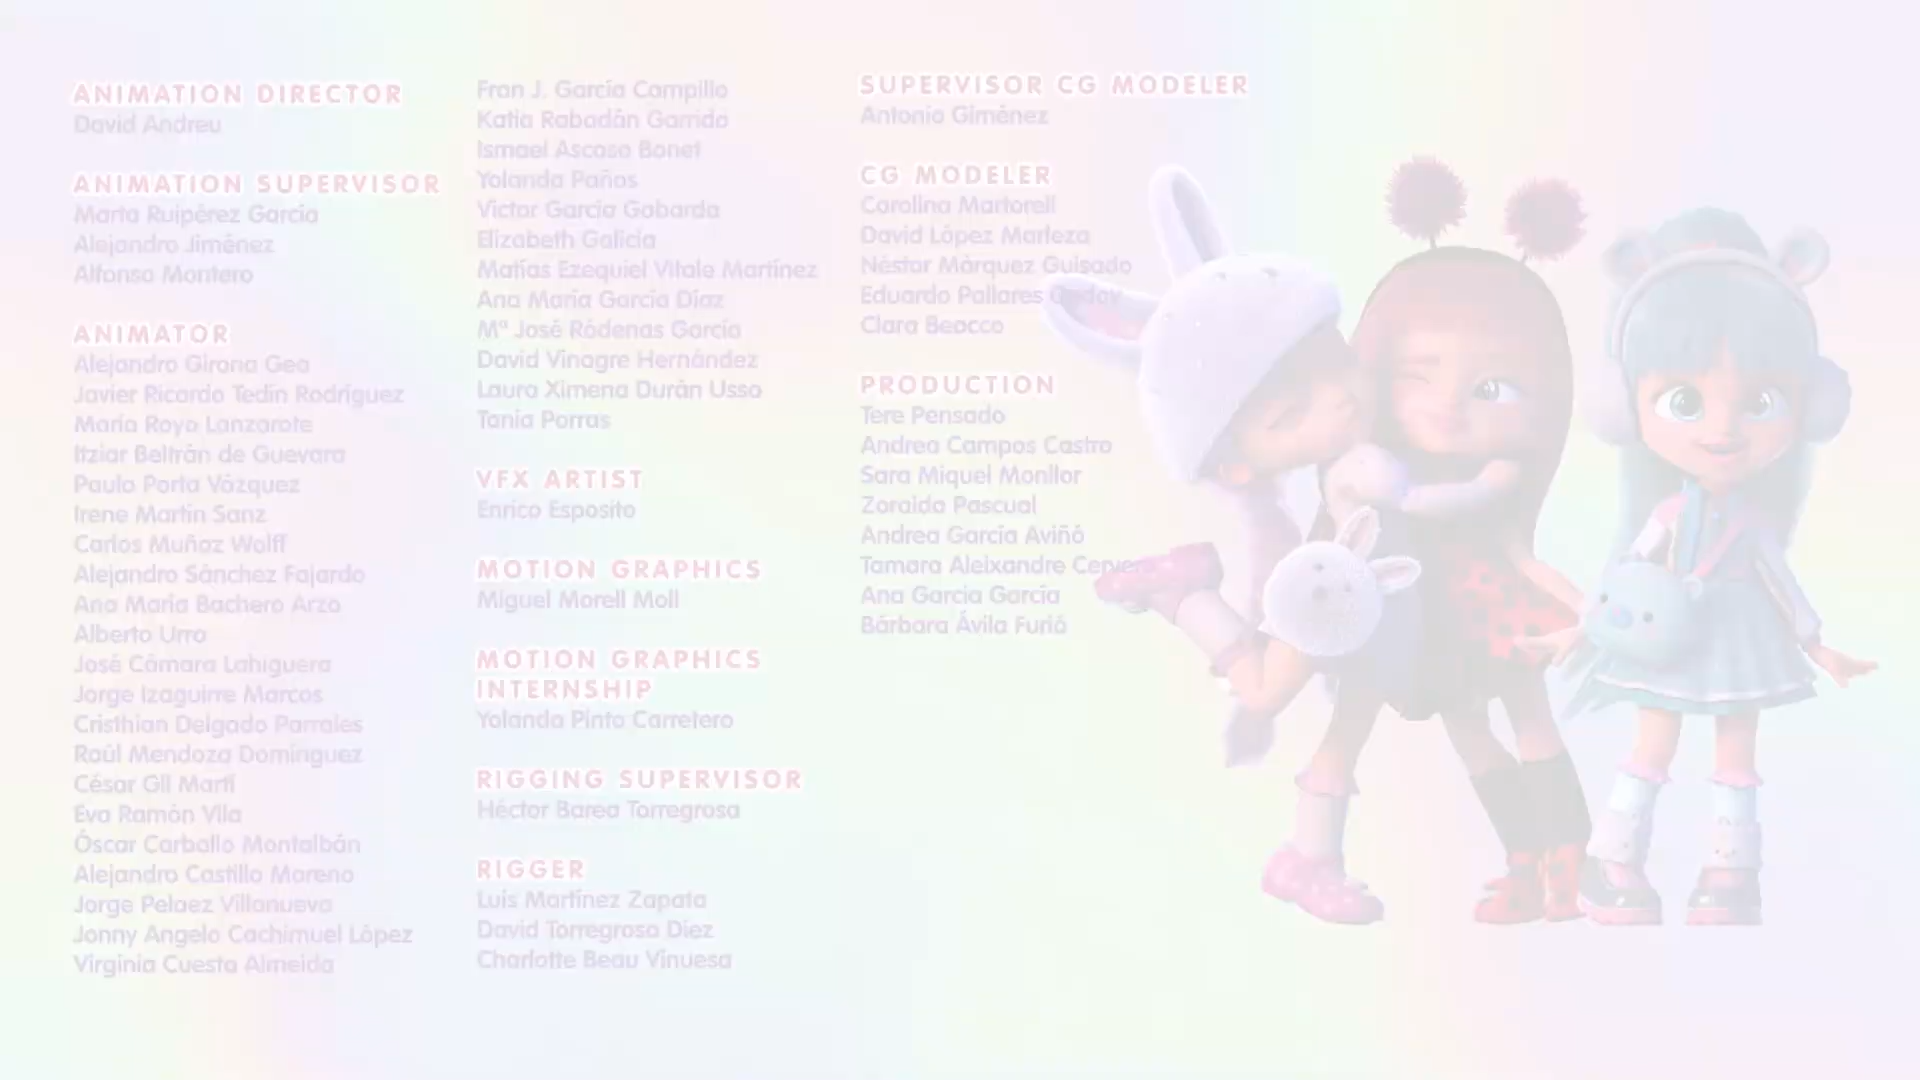 ANIMATION DIRECTOR
David Andreu
ANIMATION SUPERVISOR
Marta Ruipérez García
Alejandro Jiménez
Alfonso Montero
ANIMATOR
Alejandro Girona Gea
Javier Ricardo Tedín Rodríguez
María Royo Lanzarote
Itziar Beltrán de Guevara
Paula Porta Vázquez
Irene Martín Sanz
Carlos Muñoz Wolff
Alejandro Sánchez Fajardo
Ana María Bachero Arzo
Alberto Urra
José Cámara Lahiguera
Jorge Izaguirre Marcos
Cristhian Delgado Parrales
Raúl Mendoza Domínguez
César Gil Martí
Eva Ramón Vila
Óscar Carballo Montalbán
Alejandro Castillo Moreno
Jorge Pelaez Villanueva
Jonny Angelo Cachimuel López
Virginia Cuesta Almeida
Fran J. García Campillo
Katia Rabadán Garrido
Ismael Ascaso Bonet
Yolanda Paños
Victor García Gabarda
Elizabeth Galicia
Matías Ezequiel Vitale Martínez
Ana María García Díaz
Mª José Ródenas García
David Vinagre Hernández
Laura Ximena Durán Usso
Tania Porras
VFX ARTIST
Enrico Esposito
MOTION GRAPHICS
Miguel Morell Moll
MOTION GRAPHICS
INTERNSHIP
Yolanda Pinto Carretero
RIGGING SUPERVISOR
Héctor Barea Torregrosa
RIGGER
Luis Martínez Zapata
David Torregrosa Díez
Charlotte Beau Vinuesa
SUPERVISOR CG MODELER
Antonio Giménez
CG MODELER
Carolina Martorell
David López Marteza
Néstor Márquez Guisado
Eduardo Pallares
Clara Beacco
PRODUCTION
Tere Pensado
Andrea Campos Castro
Sara Miquel Monllor
Zoraida Pascual
Andrea García Aviñó
Tamara Aleixandre Cervera
Ana García García
Bárbara Ávila Furió